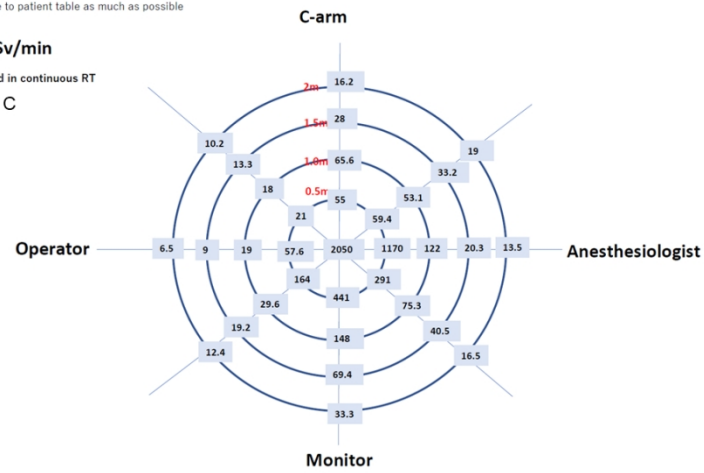 to patient table as much as possible
C-arm
Sv/min
in continuous RT
C
2m
16.2
1.5m
28
10.2
19
13.3
1.0m
65.6
33.2
18
0.5m
55
53.1
21
59.4
Operator
6.5
9
19
57.6
2050
1170
122
20.3
13.5
Anesthesiologist
164
291
29.6
441
75.3
19.2
148
40.5
12.4
16.5
69.4
33.3
Monitor